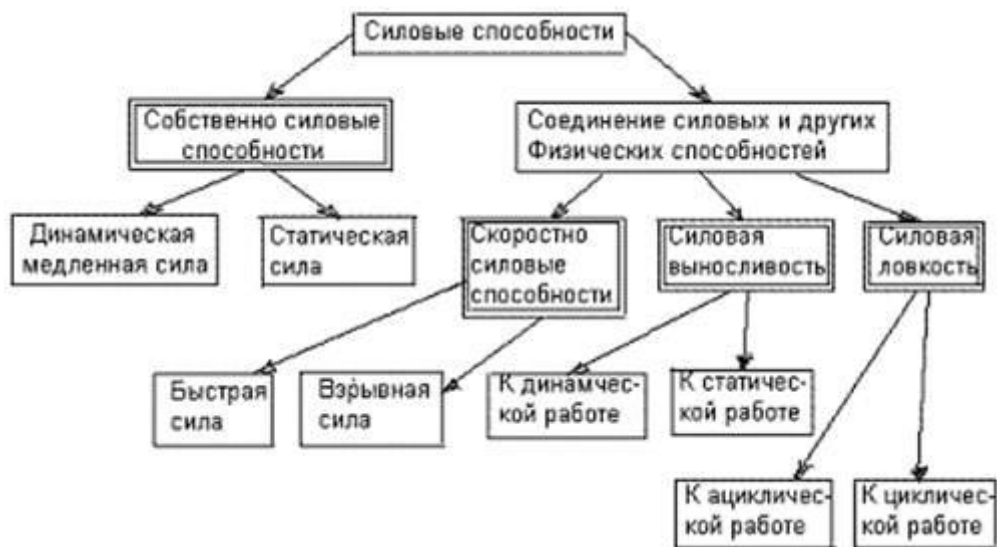 Силовые способности
Собственно силовые
способности
Соединение силовых и других
Физических способностей
Динамическая
медленная сила
Статическая
сила
Скоростно
силовые
способности
Силовая
выносливость
Силовая
ловкость
Быстрая
сила
Взрывная
сила
К динамчес-
кой работе
К статичес-
кой работе
К ацикличес-
кой работе
К цикличес-
кой работе